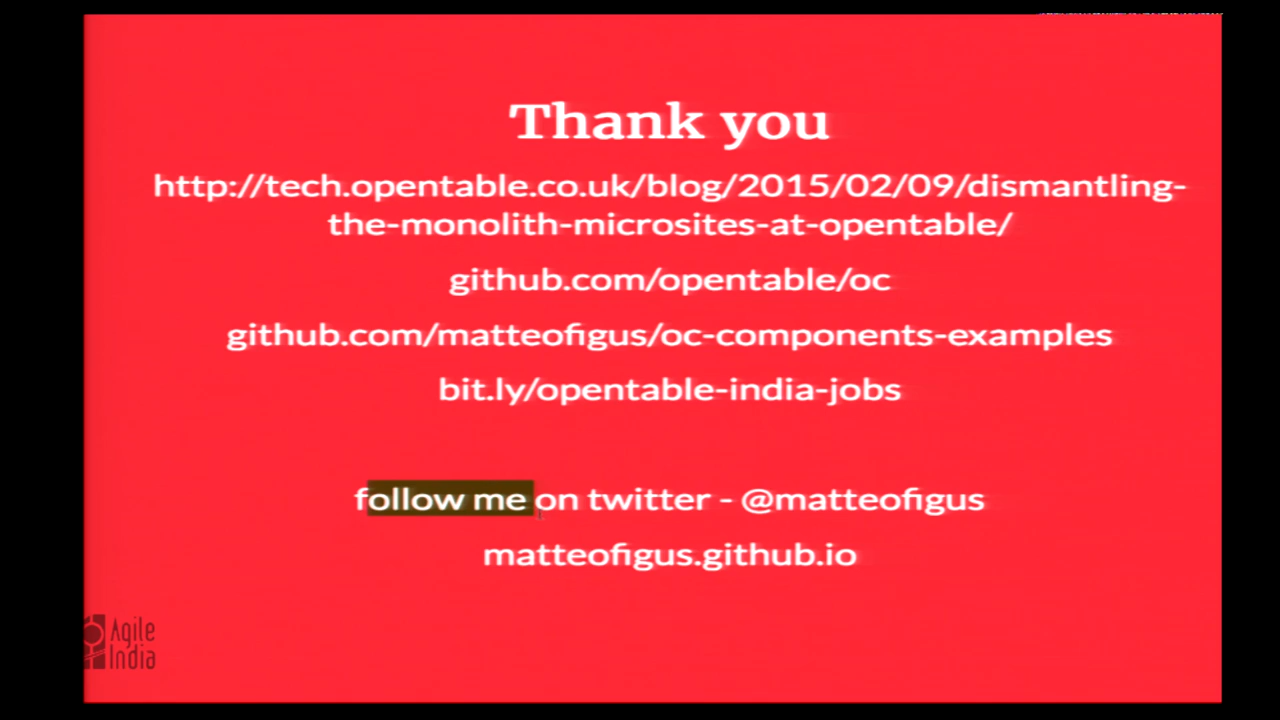 Thank you
http://tech.opentable.co.uk/blog/2015/02/09/dismantling-
the-monolith-microsites-at-opentable/
github.com/opentable/oc
github.com/matteofigus/oc-components-examples
bit.ly/opentable-india-jobs
follow me on twitter - @matteofigus
matteofigus.github.io
Agile
India